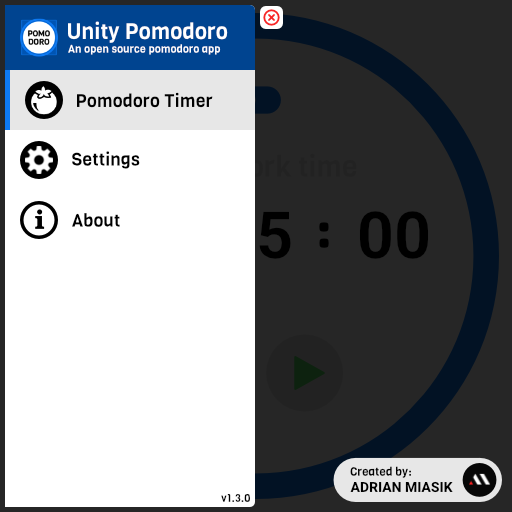 POMO
DORO
Unity Pomodoro
An open source pomodoro app
Pomodoro Timer
Settings
About
time
5 : 00
v1.3.0
Created by:
ADRIAN MIASIK